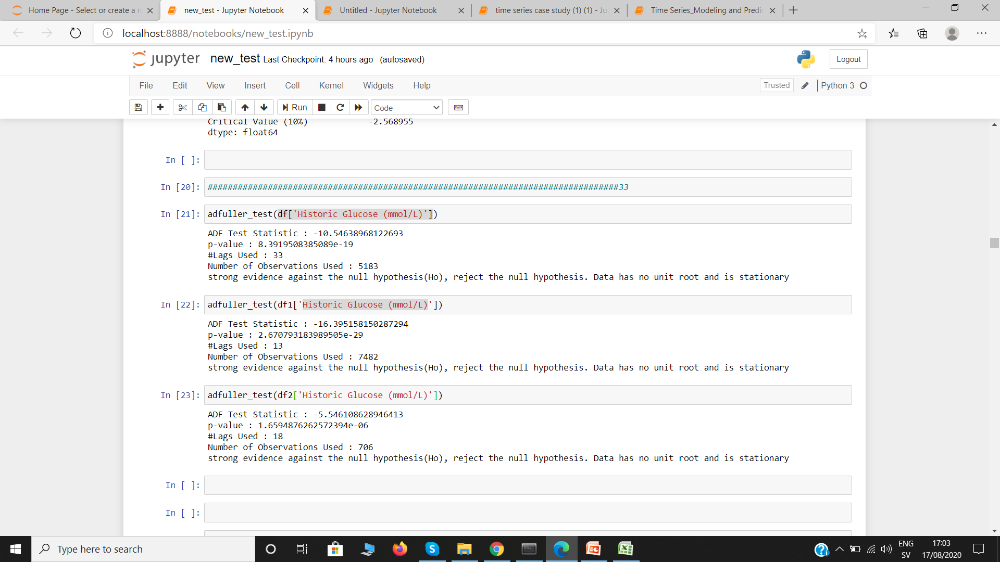 Home Page - Select or create a n
new_test - Jupyter Notebook
Untitled - Jupyter Notebook
time series case study (1) (1) - Ju
Time Series_Modeling and Predic
localhost:8888/notebooks/new_test.ipynb
jupyter new_test Last Checkpoint: 4 hours ago (autosaved)
Logout
File Edit View Insert Cell Kernel Widgets Help
Trusted
Python 3
Run
Code
Critical Value (10%) -2.568955
dtype: float64
In [ ]:
In [20]: ##################################################################################33
In [21]: adfuller_test(df['Historic Glucose (mmol/L)'])
ADF Test Statistic : -10.54638968122693
p-value : 8.3919508385089e-19
#Lags Used : 33
Number of Observations Used : 5183
strong evidence against the null hypothesis(Ho), reject the null hypothesis. Data has no unit root and is stationary
In [22]: adfuller_test(df1['Historic Glucose (mmol/L)'])
ADF Test Statistic : -16.395158150287294
p-value : 2.670793183989505e-29
#Lags Used : 13
Number of Observations Used : 7482
strong evidence against the null hypothesis(Ho), reject the null hypothesis. Data has no unit root and is stationary
In [23]: adfuller_test(df2['Historic Glucose (mmol/L)'])
ADF Test Statistic : -5.546108628946413
p-value : 1.6594876262572394e-06
#Lags Used : 18
Number of Observations Used : 706
strong evidence against the null hypothesis(Ho), reject the null hypothesis. Data has no unit root and is stationary
In [ ]:
In [ ]:
Type here to search
ENG
SV
17:03
17/08/2020